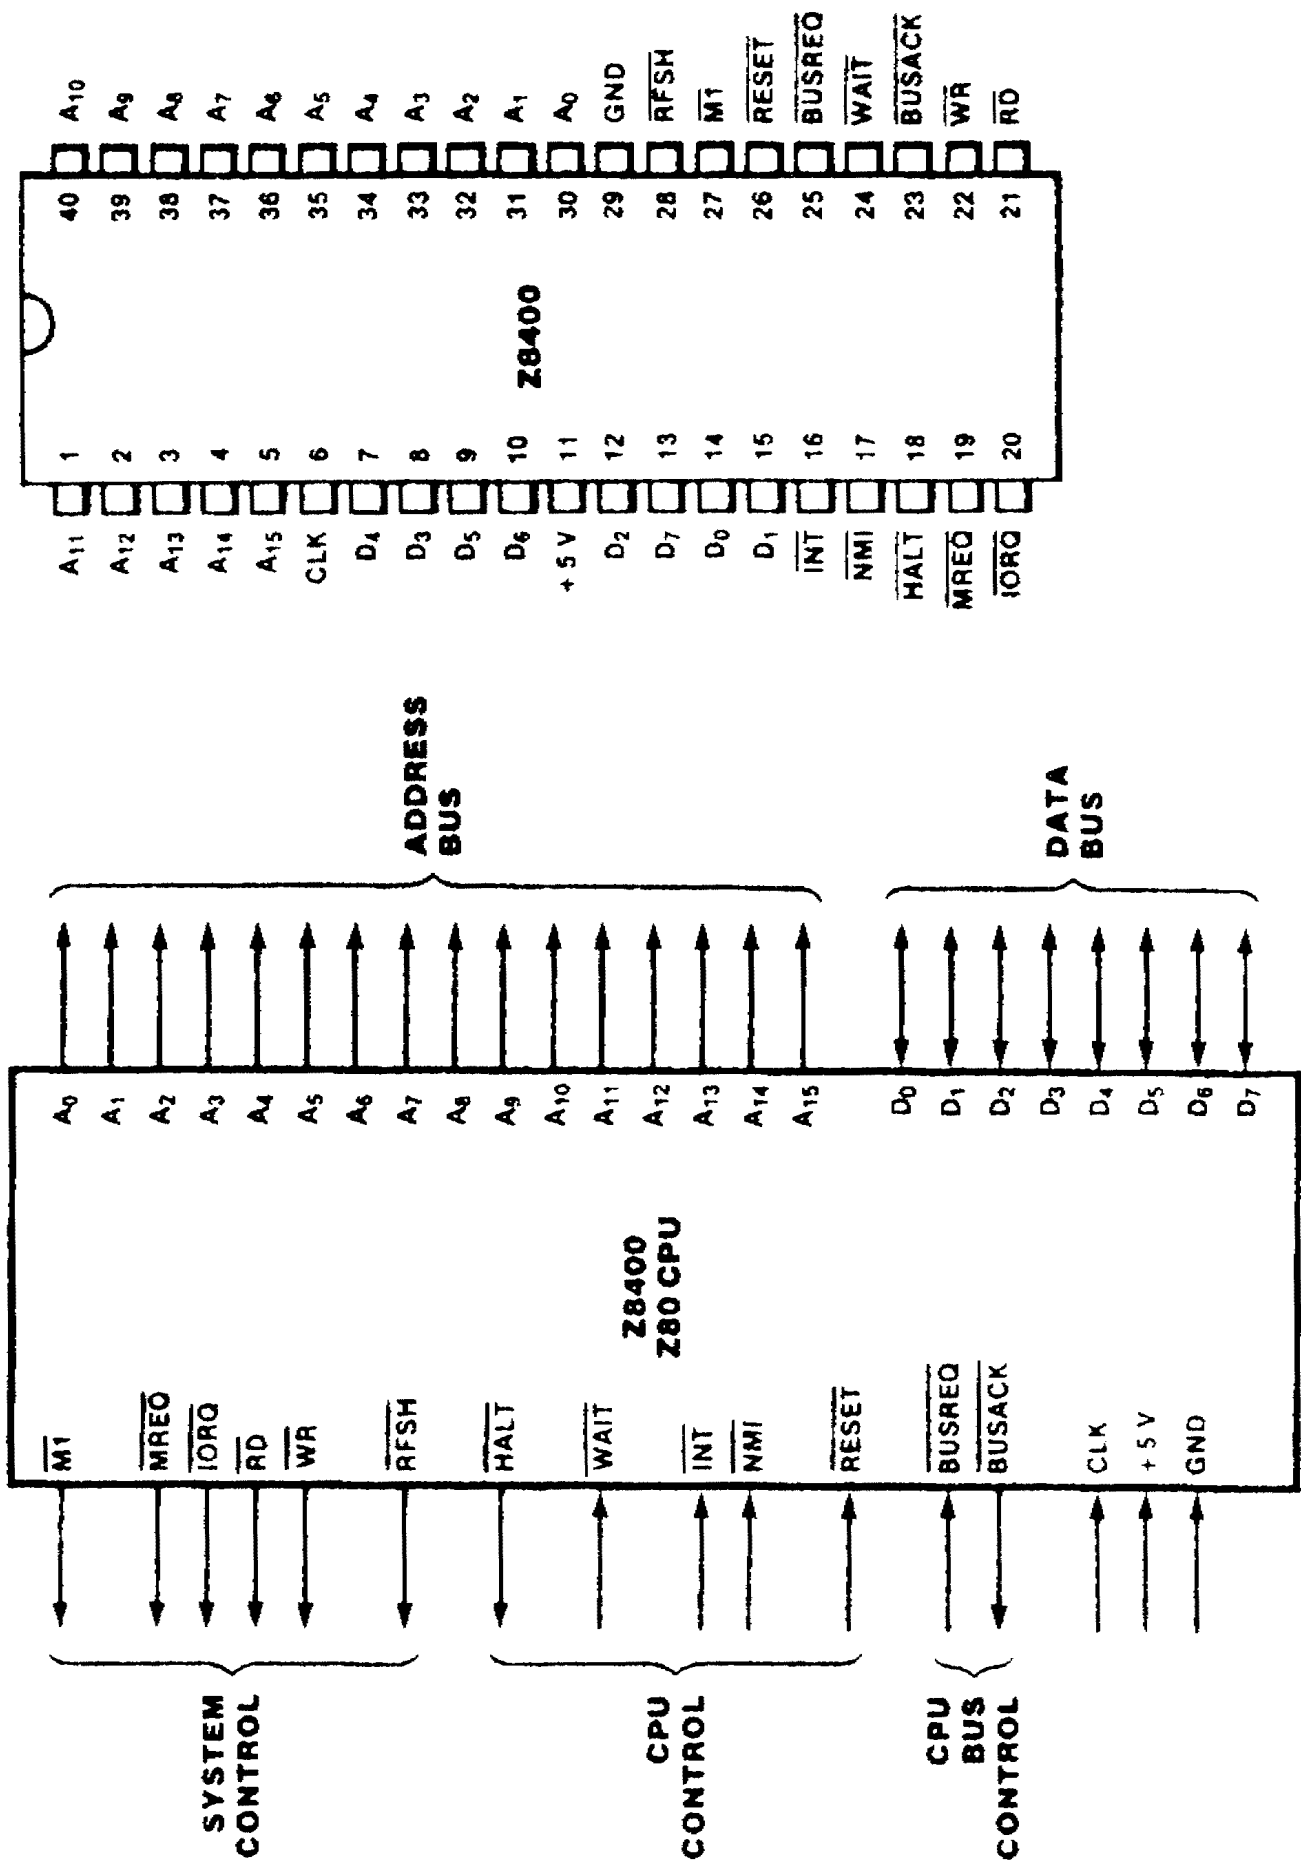 SYSTEM
CONTROL
M1
MREQ
IORQ
RD
WR
RFSH
CPU
CONTROL
HALT
WAIT
INT
NMI
RESET
CPU
BUS
CONTROL
BUSREQ
BUSACK
CLK
+5 V
GND
Z8400
Z80 CPU
A0
A1
A2
A3
A4
A5
A6
A7
A8
A9
A10
A11
A12
A13
A14
A15
ADDRESS
BUS
D0
D1
D2
D3
D4
D5
D6
D7
DATA
BUS
A11 1 40 A10
A12 2 39 A9
A13 3 38 A8
A14 4 37 A7
A15 5 36 A6
CLK 6 35 A5
D4 7 34 A4
D3 8 33 A3
D5 9 32 A2
D6 10 31 A1
Z8400
+5 V 11 30 A0
D2 12 29 GND
D7 13 28 RFSH
D0 14 27 M1
D1 15 26 RESET
INT 16 25 BUSREQ
NMI 17 24 WAIT
HALT 18 23 BUSACK
MREQ 19 22 WR
IORQ 20 21 RD